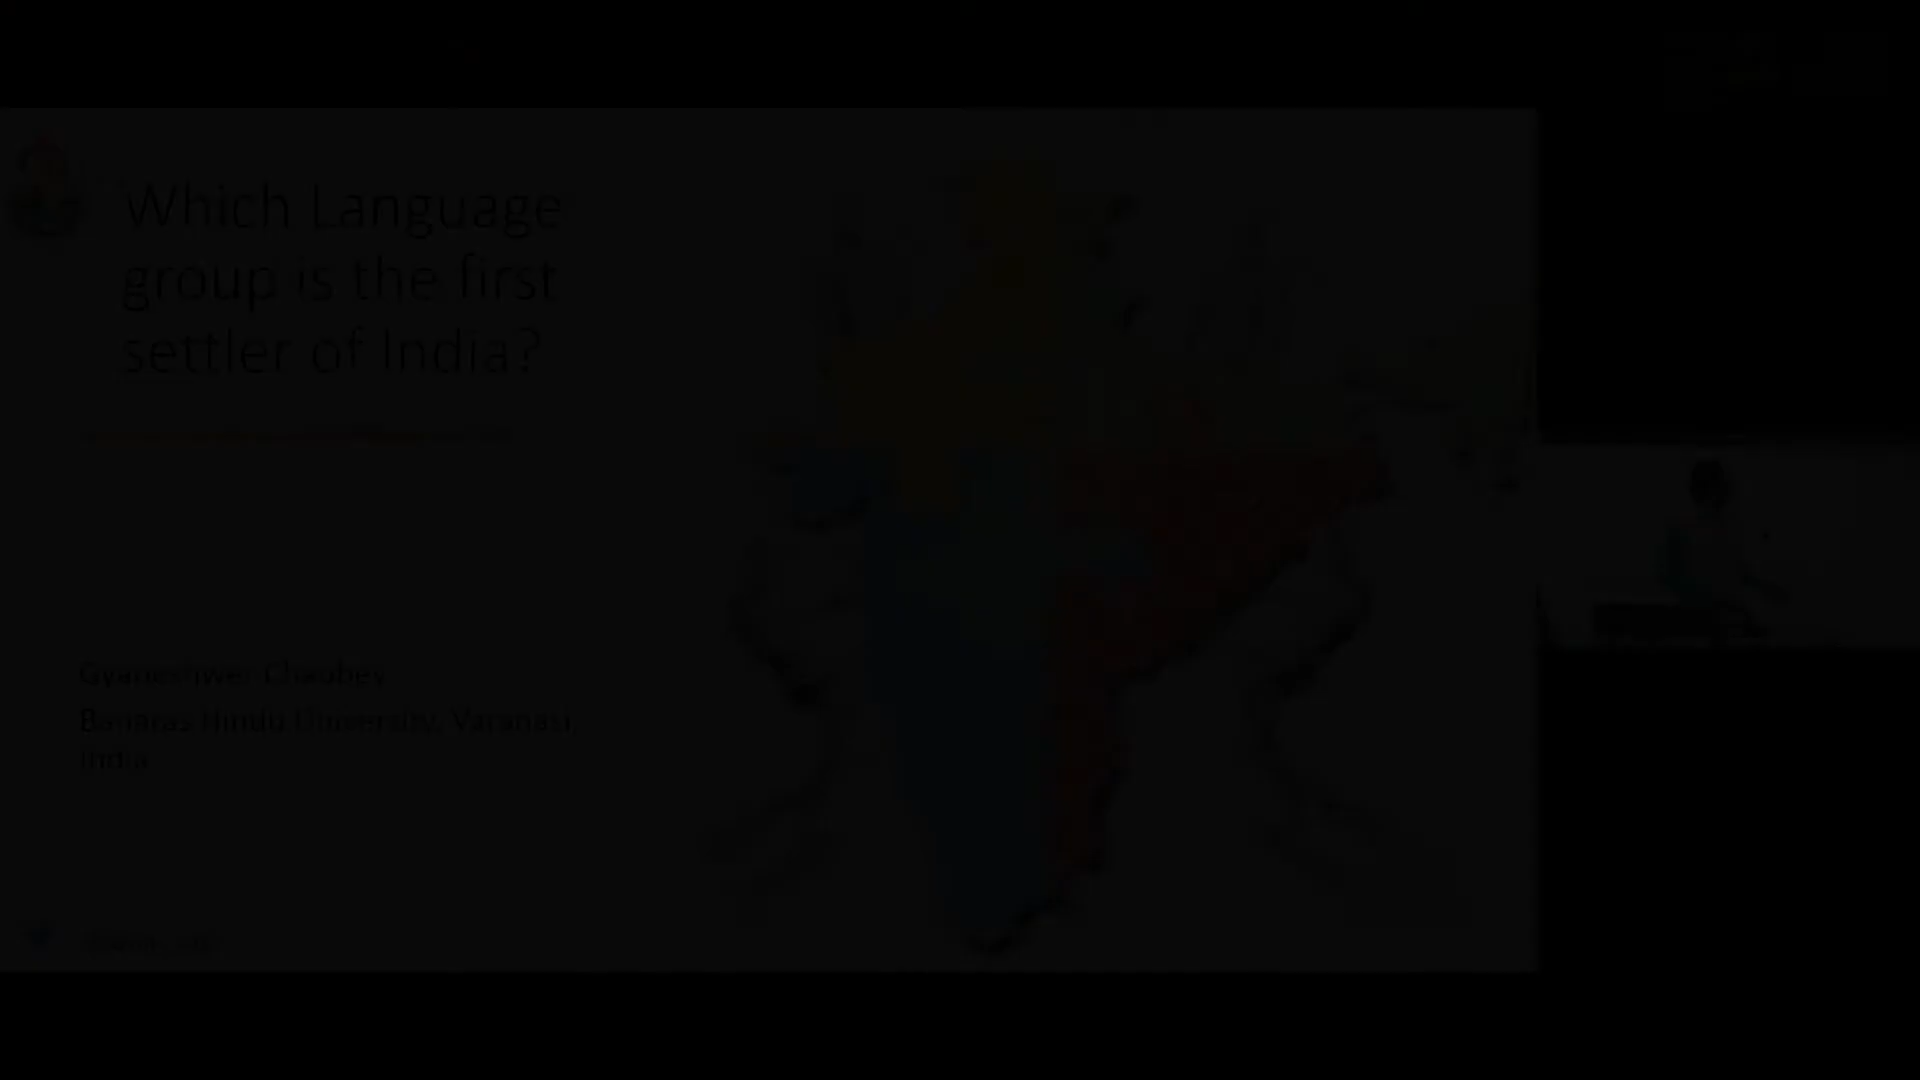 Which Language
group is the first
settler of India?
Gyaneshwer Chaubey
Banaras Hindu University, Varanasi,
India